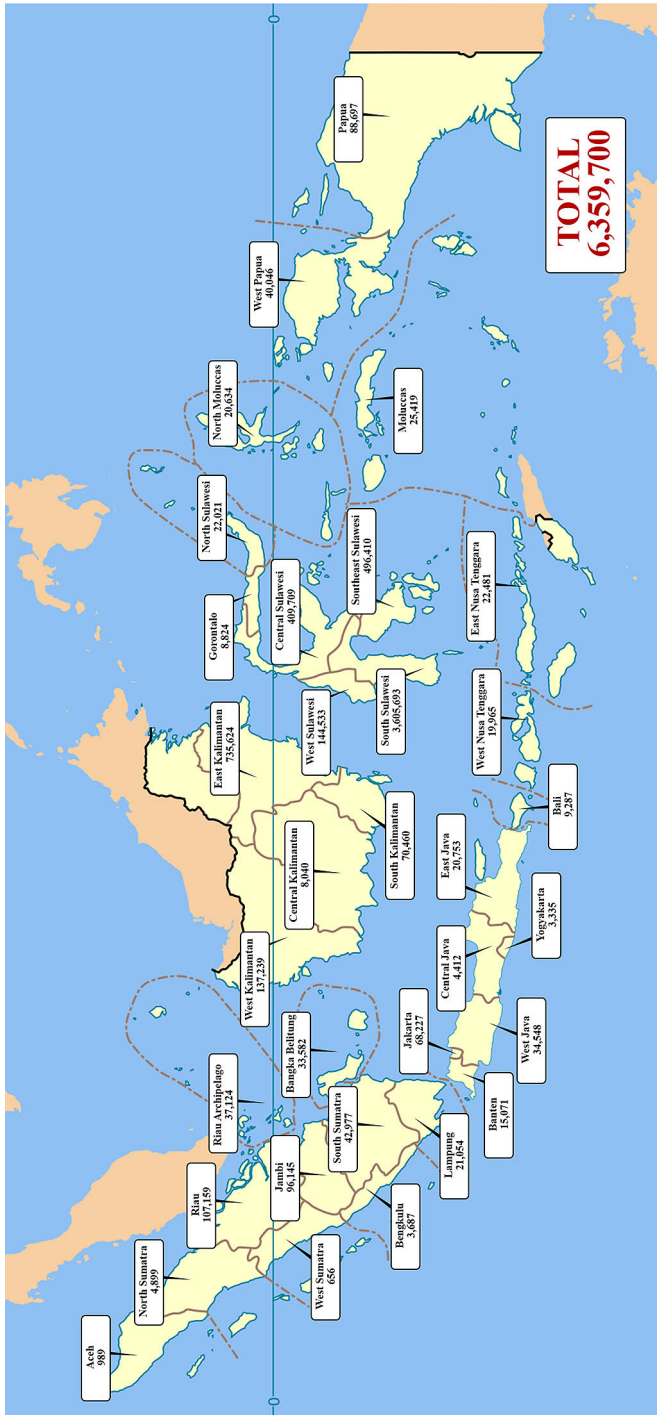 Aceh
989
North Sumatra
4,899
Riau
107,159
West Sumatra
656
Riau Archipelago
37,124
Jambi
96,145
Bengkulu
3,687
Bangka Belitung
33,582
South Sumatra
42,977
Lampung
21,054
Banten
15,071
Jakarta
68,227
West Java
34,548
Central Java
4,412
Yogyakarta
3,335
East Java
20,753
Bali
9,287
West Kalimantan
137,239
Central Kalimantan
8,040
South Kalimantan
70,460
East Kalimantan
735,624
West Nusa Tenggara
19,965
East Nusa Tenggara
22,481
West Sulawesi
144,533
South Sulawesi
3,605,693
Gorontalo
8,824
Central Sulawesi
409,709
Southeast Sulawesi
496,410
North Sulawesi
22,021
North Moluccas
20,634
Moluccas
25,419
West Papua
40,046
Papua
88,697
TOTAL
6,359,700
0
0